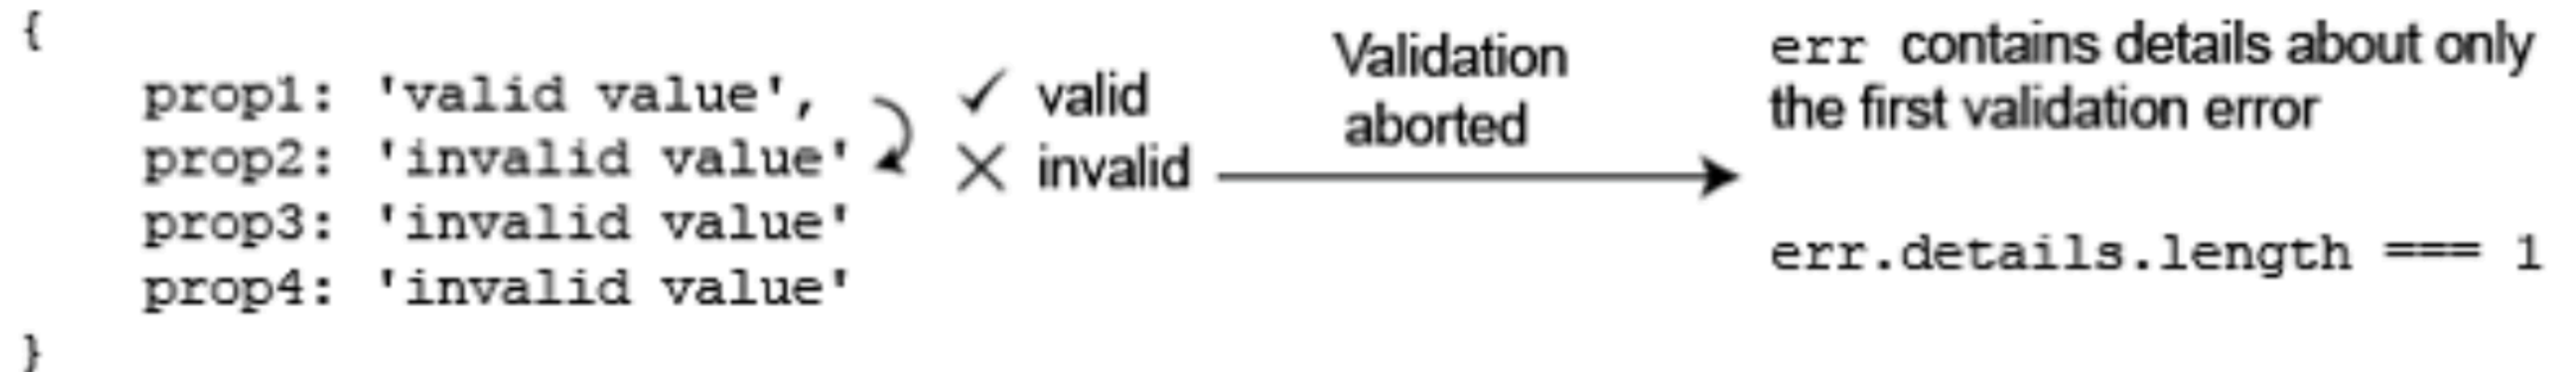 {
prop1: 'valid value',
prop2: 'invalid value'
prop3: 'invalid value'
prop4: 'invalid value'
}
valid
invalid
Validation
aborted
err contains details about only
the first validation error
err.details.length === 1